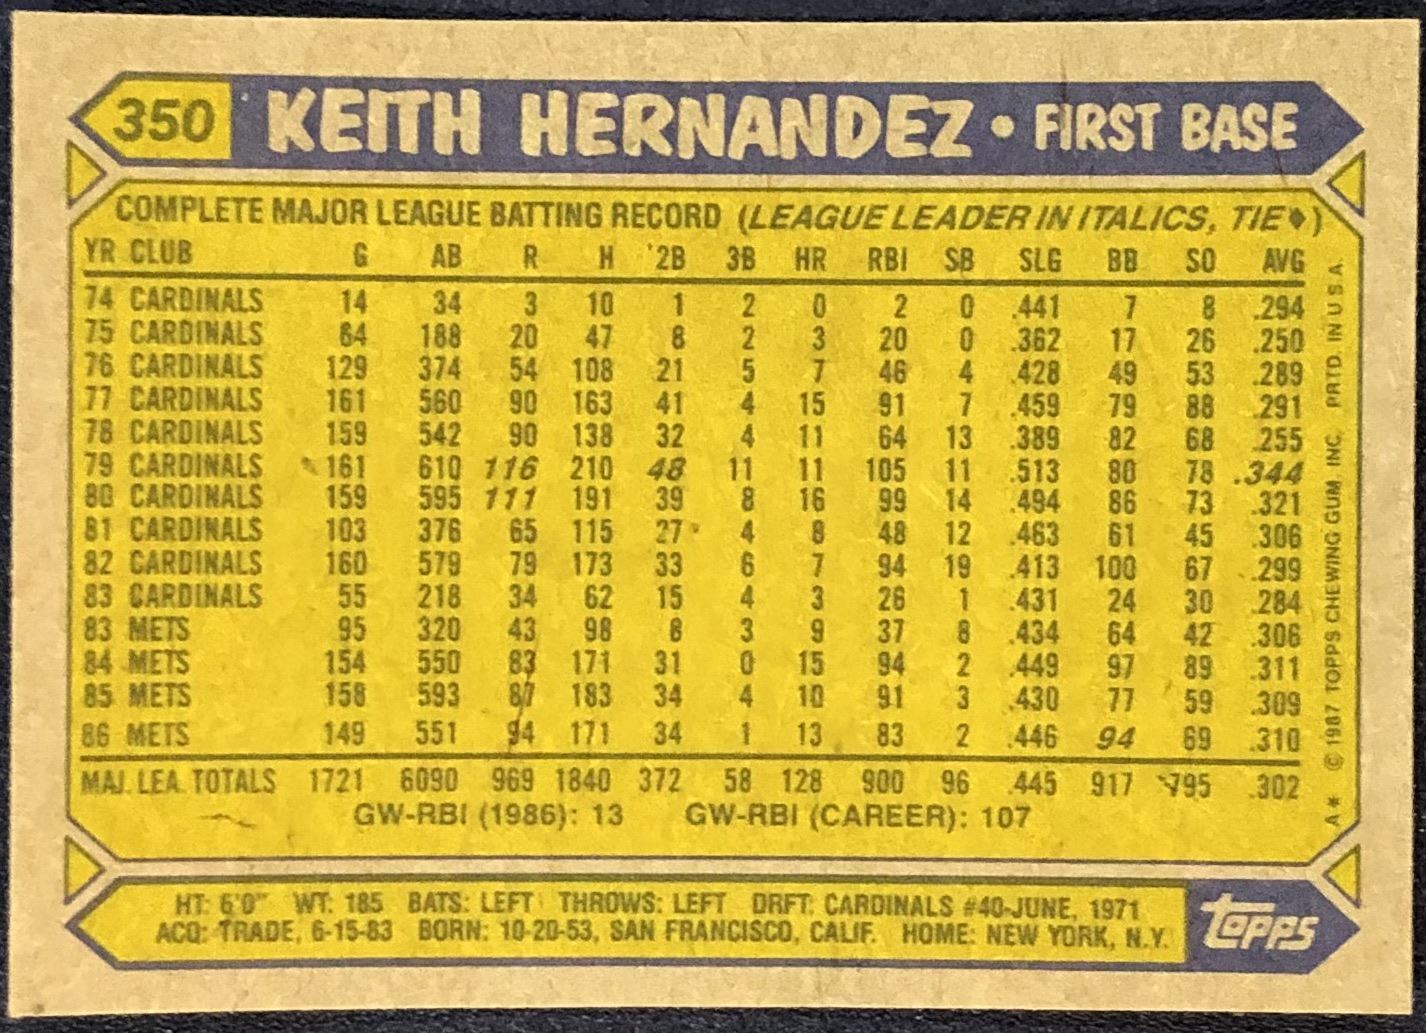 350 KEITH HERNANDEZ • FIRST BASE
COMPLETE MAJOR LEAGUE BATTING RECORD (LEAGUE LEADER IN ITALICS, TIE♦)
YR CLUB G AB R H 2B 3B HR RBI SB SLG BB SO AVG
74 CARDINALS 14 34 3 10 1 2 0 2 0 .441 7 8 .294
75 CARDINALS 84 188 20 47 8 2 3 20 0 .362 17 26 .250
76 CARDINALS 129 374 54 108 21 5 7 46 4 .428 49 53 .289
77 CARDINALS 161 560 90 163 41 4 15 91 7 .459 79 88 .291
78 CARDINALS 159 542 90 138 32 4 11 64 13 .389 82 68 .255
79 CARDINALS 161 610 116 210 48 11 11 105 11 .513 80 78 .344
80 CARDINALS 159 595 111 191 39 8 16 99 14 .494 86 73 .321
81 CARDINALS 103 376 65 115 27 4 8 48 12 .463 61 45 .306
82 CARDINALS 160 579 79 173 33 6 7 94 19 .413 100 67 .299
83 CARDINALS 55 218 34 62 15 4 3 26 1 .431 24 30 .284
83 METS 95 320 43 98 8 3 9 37 8 .434 64 42 .306
84 METS 154 550 83 171 31 0 15 94 2 .449 97 89 .311
85 METS 158 593 87 183 34 4 10 91 3 .430 77 59 .309
86 METS 149 551 94 171 34 1 13 83 2 .446 94 69 .310
MAJ. LEA. TOTALS 1721 6090 969 1840 372 58 128 900 96 .445 917 795 .302
GW-RBI (1986): 13 GW-RBI (CAREER): 107
A* © 1987 TOPPS CHEWING GUM INC. PRTD. IN U.S.A.
HT: 6'0" WT: 185 BATS: LEFT THROWS: LEFT DRFT: CARDINALS #40-JUNE, 1971
ACQ: TRADE, 6-15-83 BORN: 10-20-53, SAN FRANCISCO, CALIF. HOME: NEW YORK, N.Y.
topps